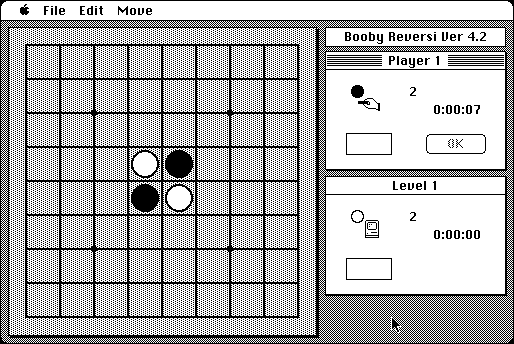 File Edit Move
Booby Reversi Ver 4.2
Player 1
2
0:00:07
OK
Level 1
2
0:00:00